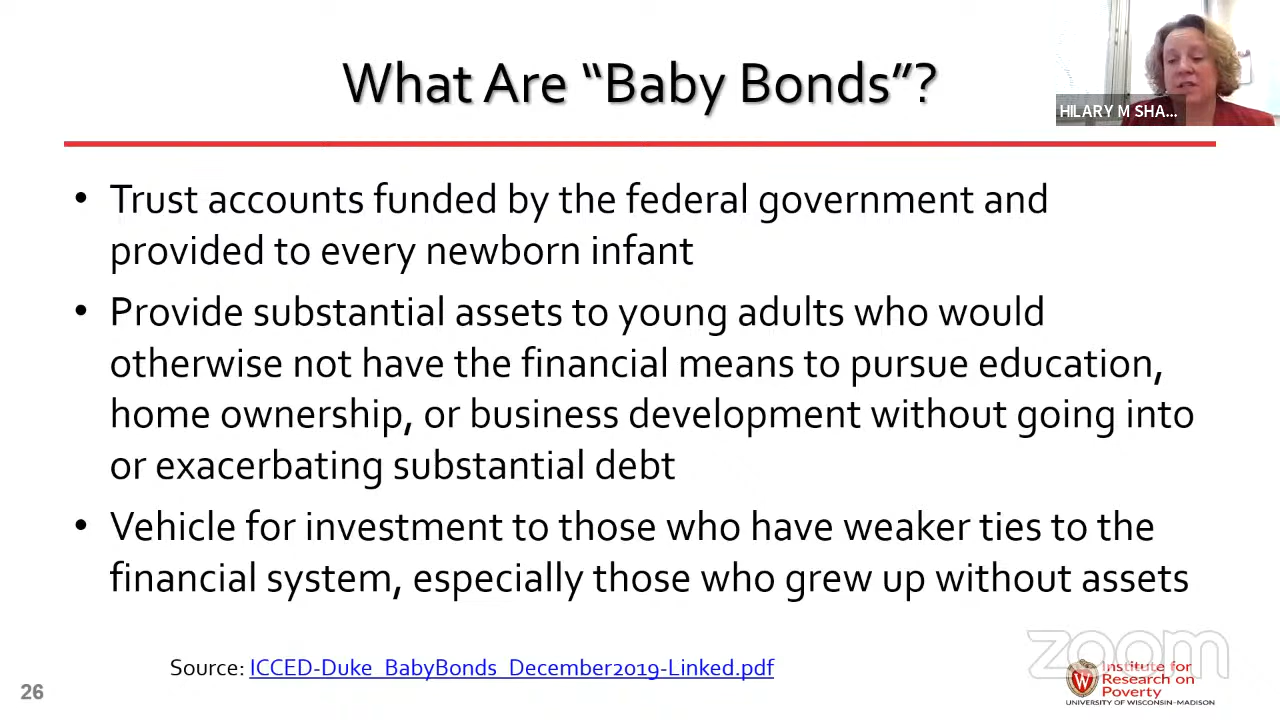 What Are “Baby Bonds”?
HILARY M SHA...
• Trust accounts funded by the federal government and
provided to every newborn infant
• Provide substantial assets to young adults who would
otherwise not have the financial means to pursue education,
home ownership, or business development without going into
or exacerbating substantial debt
• Vehicle for investment to those who have weaker ties to the
financial system, especially those who grew up without assets
Source: ICCED-Duke_BabyBonds_December2019-Linked.pdf
26
zoom
W
Institute for
Research on
Poverty
UNIVERSITY OF WISCONSIN-MADISON